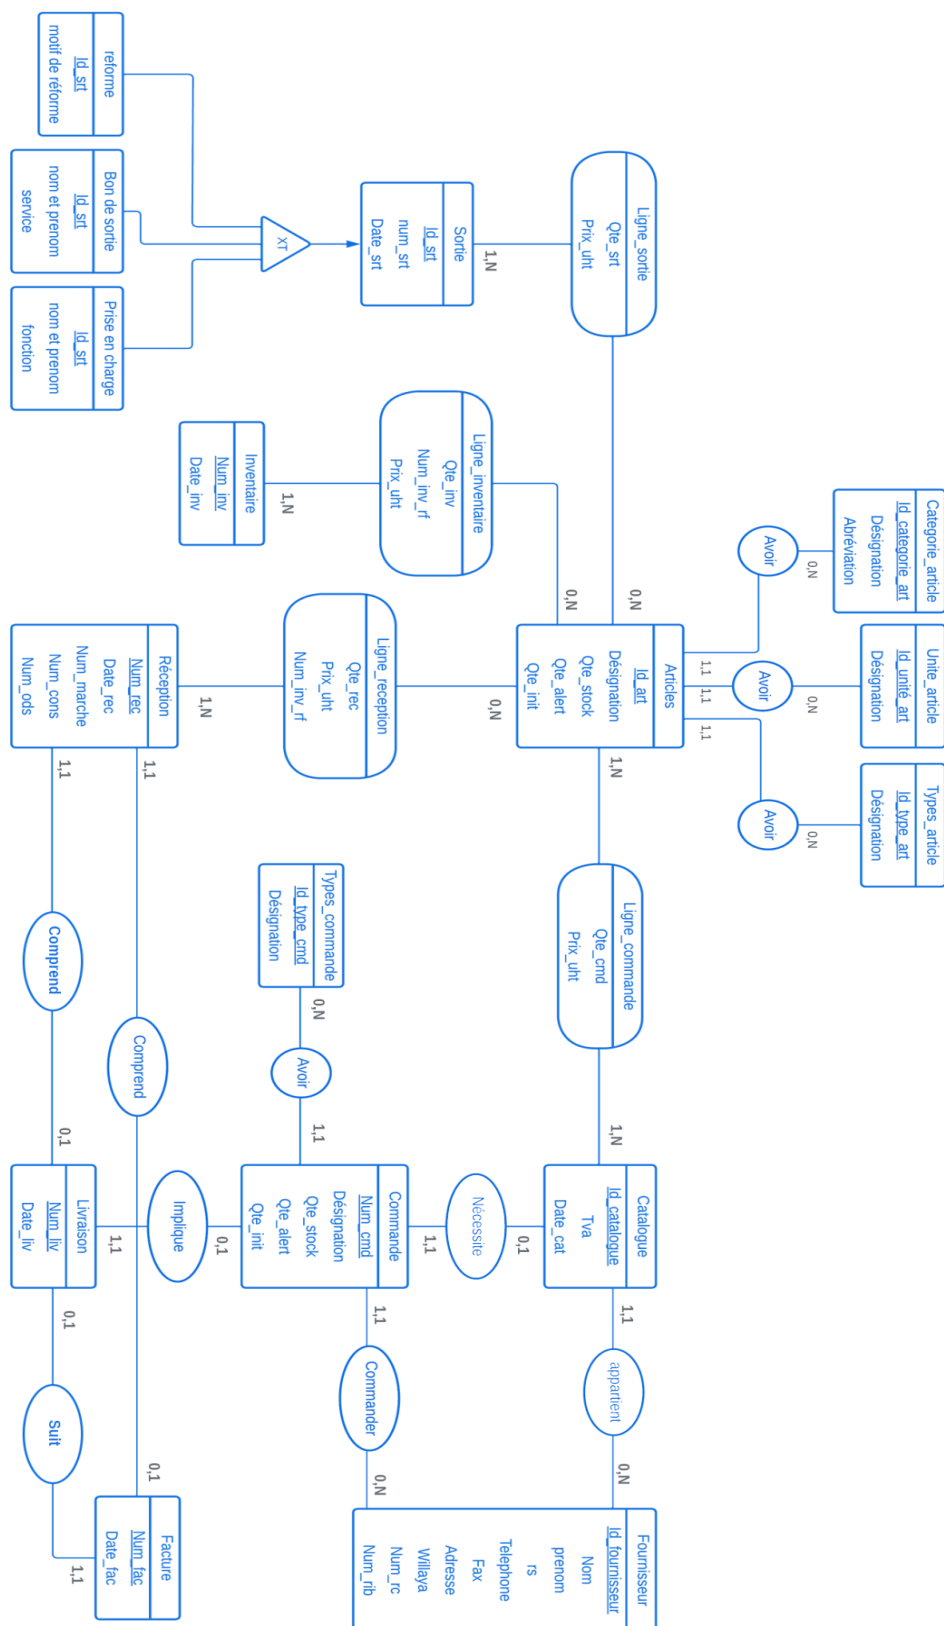 Categorie_article
Id_categorie_art
Désignation
Abréviation
Unite_article
Id_unité_art
Désignation
Types_article
Id_type_art
Désignation
0,N
0,N
0,N
Avoir
Avoir
Avoir
1,1
1,1
1,1
Ligne_sortie
Qte_srt
Prix_uht
0,N
Articles
Id_art
Désignation
Qte_stock
Qte_alert
Qte_init
1,N
Ligne_commande
Qte_cmd
Prix_uht
1,N
Catalogue
Id_catalogue
Tva
Date_cat
1,1
appartient
0,N
Fournisseur
Id_fournisseur
Nom
prenom
rs
Telephone
Fax
Adresse
Willaya
Num_rc
Num_rib
1,N
Sortie
Id_srt
num_srt
Date_srt
0,N
Ligne_inventaire
Qte_inv
Num_inv_rf
Prix_uht
0,N
0,1
Nécessite
1,1
Commande
Num_cmd
Désignation
Qte_stock
Qte_alert
Qte_init
1,1
Commander
0,N
XT
1,N
Inventaire
Num_inv
Date_inv
Ligne_reception
Qte_rec
Prix_uht
Num_inv_rf
Types_commande
Id_type_cmd
Désignation
0,N
Avoir
1,1
0,1
Implique
1,1
reforme
Id_srt
motif de réforme
Bon de sortie
Id_srt
nom et prenom
service
Prise en charge
Id_srt
nom et prenom
fonction
1,N
Réception
Num_rec
Date_rec
Num_marche
Num_cons
Num_ods
1,1
Comprend
0,1
Facture
Num_fac
Date_fac
1,1
Comprend
0,1
Livraison
Num_liv
Date_liv
0,1
Suit
1,1